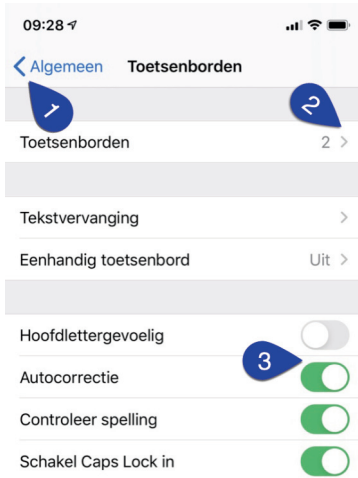 09:28
Algemeen Toetsenborden
1
2
Toetsenborden 2
Tekstvervanging
Eenhandig toetsenbord Uit
Hoofdlettergevoelig
3
Autocorrectie
Controleer spelling
Schakel Caps Lock in